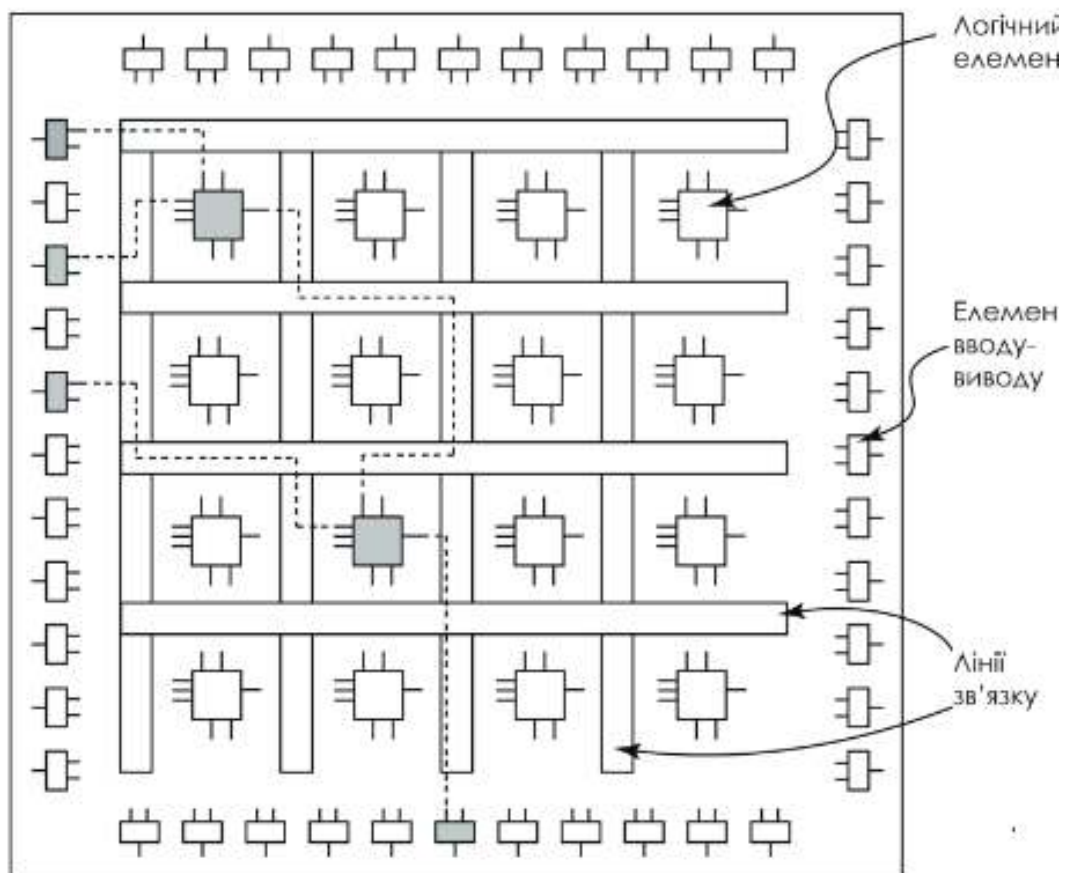 Логічний
елемен
Елемен
вводу-
виводу
Лінії
зв'язку